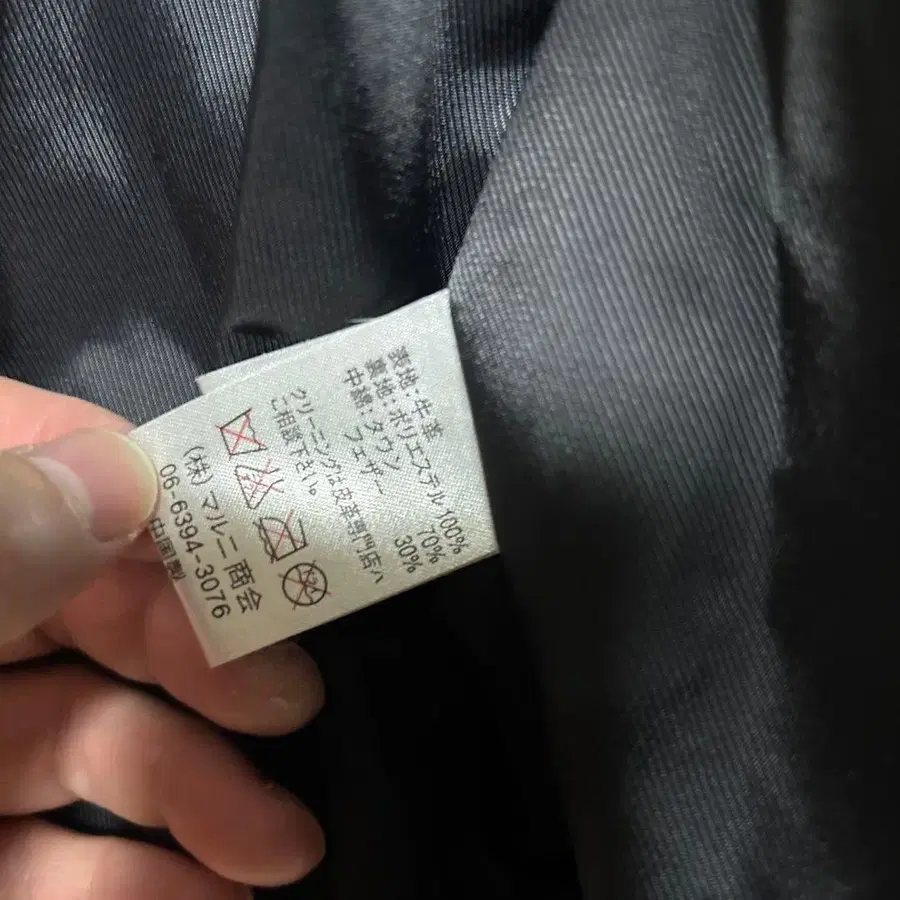 表地：牛革
裏地：ポリエステル100%
中綿：タウン 70%
フェザー 30%
クリーニングは皮革専門店ハ
ご相談下さい。
(株)マルニ商会
06-6394-3076
中国製